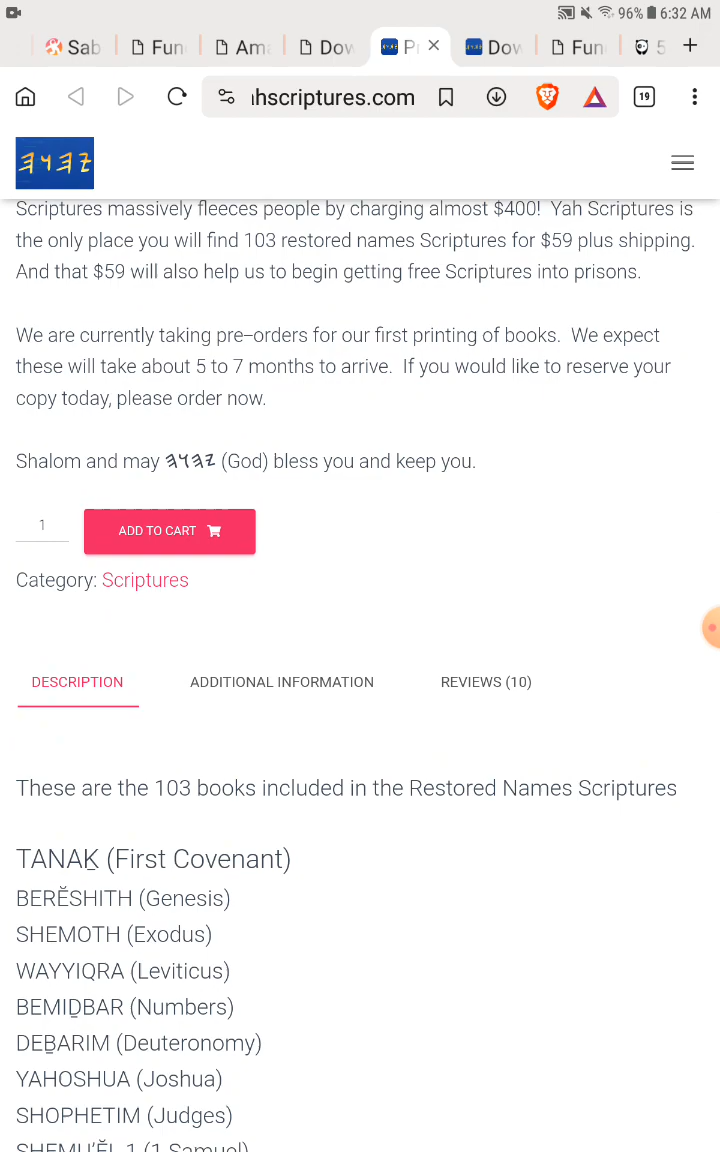 96% 6:32 AM
Sab Fun Ama Dow P Dow Fun 5
hscriptures.com 19
𐤉𐤄𐤅𐤄
Scriptures massively fleeces people by charging almost $400! Yah Scriptures is
the only place you will find 103 restored names Scriptures for $59 plus shipping.
And that $59 will also help us to begin getting free Scriptures into prisons.
We are currently taking pre–orders for our first printing of books. We expect
these will take about 5 to 7 months to arrive. If you would like to reserve your
copy today, please order now.
Shalom and may 𐤉𐤄𐤅𐤄 (God) bless you and keep you.
1 ADD TO CART
Category: Scriptures
DESCRIPTION ADDITIONAL INFORMATION REVIEWS (10)
These are the 103 books included in the Restored Names Scriptures
TANAḴ (First Covenant)
BERĔSHITH (Genesis)
SHEMOTH (Exodus)
WAYYIQRA (Leviticus)
BEMIḎBAR (Numbers)
DEḆARIM (Deuteronomy)
YAHOSHUA (Joshua)
SHOPHETIM (Judges)
SHEMU’ĔL 1 (1 Samuel)